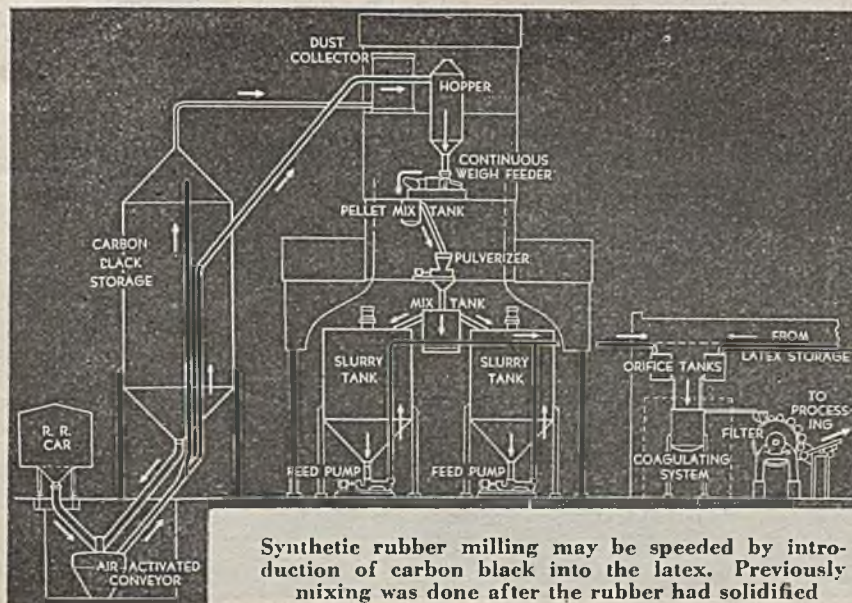 DUST
COLLECTOR
HOPPER
CONTINUOUS
WEIGH FEEDER
PELLET MIX TANK
CARBON
BLACK
STORAGE
PULVERIZER
MIX TANK
SLURRY
TANK
SLURRY
TANK
FROM
LATEX STORAGE
ORIFICE TANKS
TO
PROCESS-
ING
R. R.
CAR
FILTER
COAGULATING
SYSTEM
FEED PUMP
FEED PUMP
AIR-ACTIVATED
CONVEYOR
Synthetic rubber milling may be speeded by intro-
duction of carbon black into the latex. Previously
mixing was done after the rubber had solidified